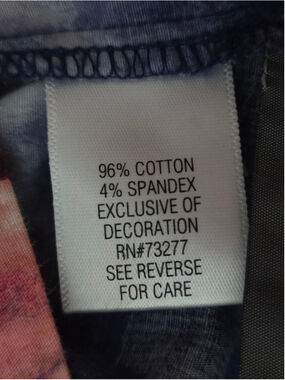 96% COTTON
4% SPANDEX
EXCLUSIVE OF
DECORATION
RN#73277
SEE REVERSE
FOR CARE